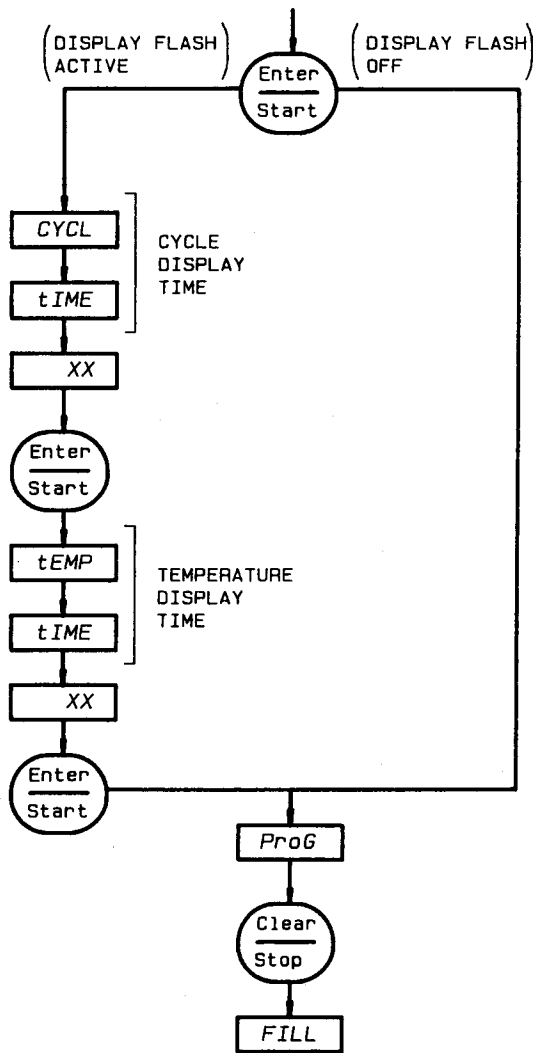 (DISPLAY FLASH
ACTIVE)
(DISPLAY FLASH
OFF)
Enter
Start
CYCL
tIME
CYCLE
DISPLAY
TIME
XX
Enter
Start
tEMP
tIME
TEMPERATURE
DISPLAY
TIME
XX
Enter
Start
ProG
Clear
Stop
FILL